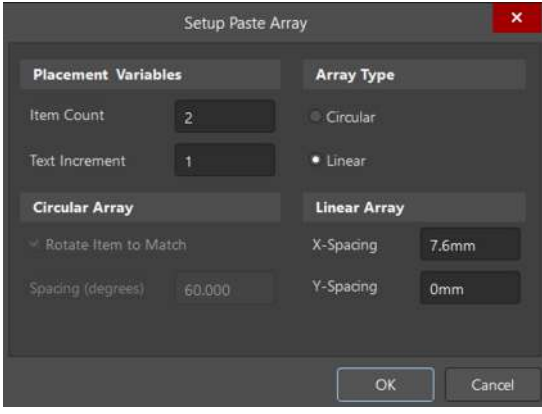 Setup Paste Array
Placement Variables
Item Count 2
Text Increment 1
Array Type
Circular
Linear
Circular Array
Rotate Item to Match
Spacing (degrees) 60.000
Linear Array
X-Spacing 7.6mm
Y-Spacing 0mm
OK Cancel